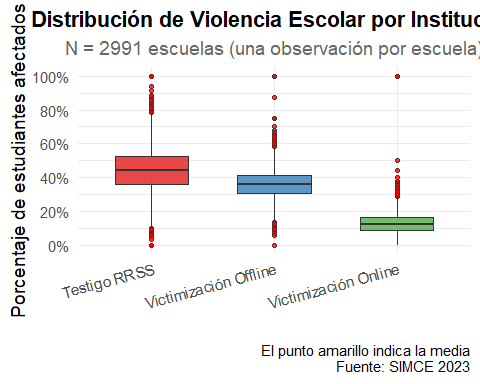 Distribución de Violencia Escolar por Instituc
N = 2991 escuelas (una observación por escuela)
Porcentaje de estudiantes afectados
100%
80%
60%
40%
20%
0%
Testigo RRSS
Victimización Offline
Victimización Online
El punto amarillo indica la media
Fuente: SIMCE 2023